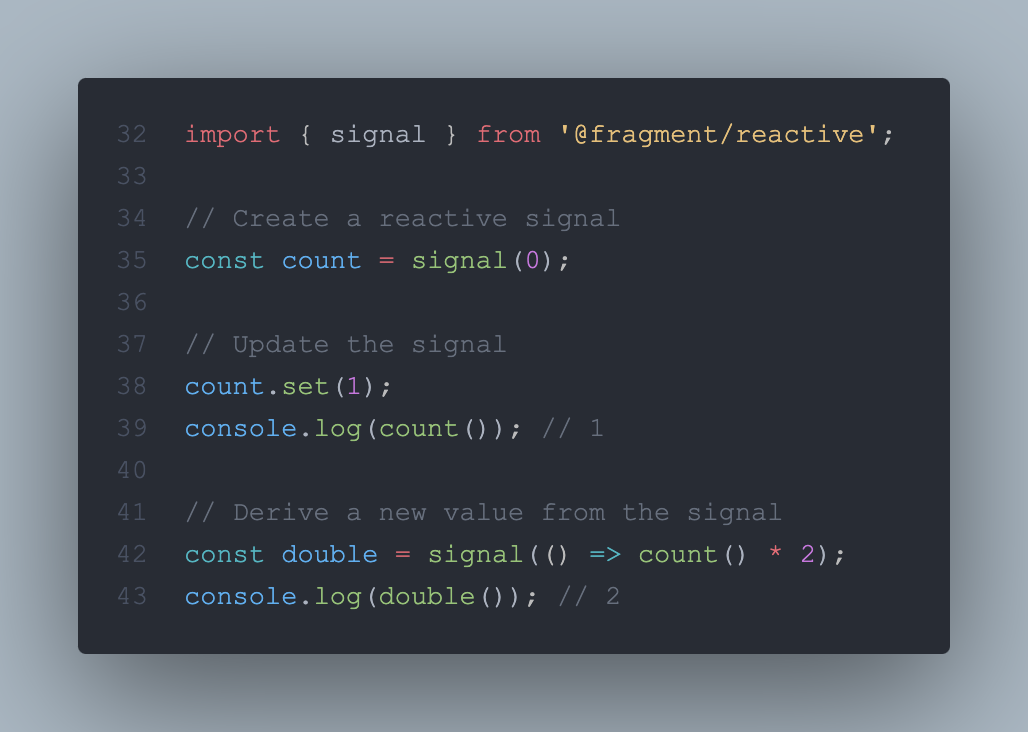 32 import { signal } from '@fragment/reactive';
33
34 // Create a reactive signal
35 const count = signal(0);
36
37 // Update the signal
38 count.set(1);
39 console.log(count()); // 1
40
41 // Derive a new value from the signal
42 const double = signal(() => count() * 2);
43 console.log(double()); // 2